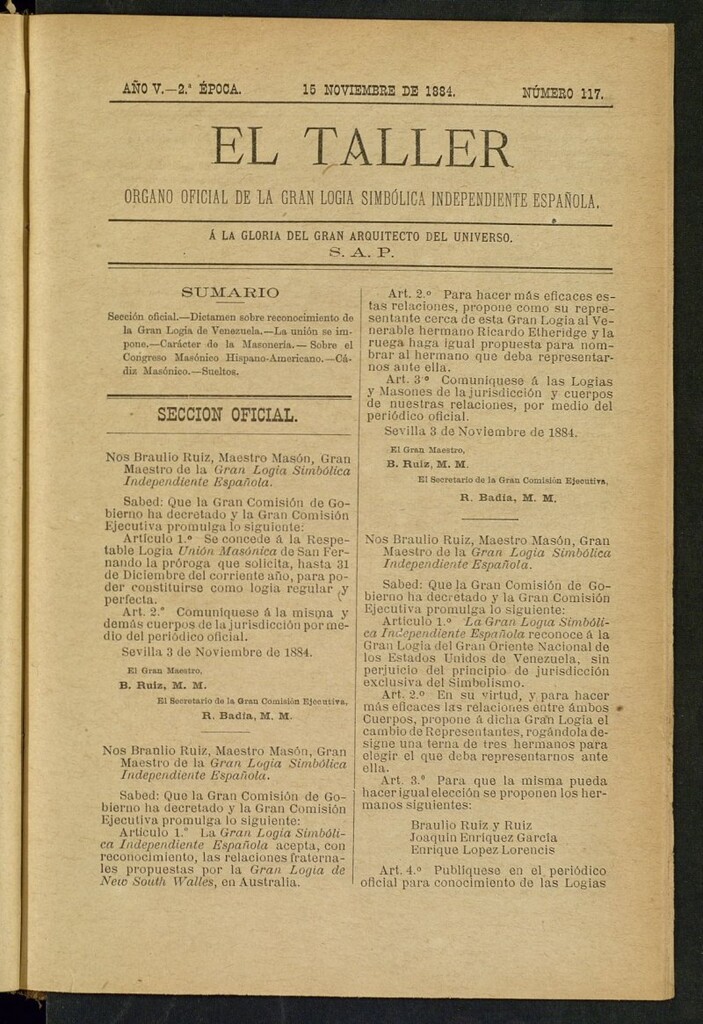 AÑO V.—2.ª ÉPOCA. 15 NOVIEMBRE DE 1884. NÚMERO 117.
EL TALLER
ORGANO OFICIAL DE LA GRAN LOGIA SIMBÓLICA INDEPENDIENTE ESPAÑOLA.
Á LA GLORIA DEL GRAN ARQUITECTO DEL UNIVERSO.
S. A. P.
SUMARIO
Sección oficial.—Dictamen sobre reconocimiento de
la Gran Logia de Venezuela.—La unión se im-
pone.—Carácter de la Masonería.—Sobre el
Congreso Masónico Hispano-Americano.—Cá-
diz Masónico.—Sueltos.
SECCION OFICIAL.
Nos Braulio Ruiz, Maestro Masón, Gran
Maestro de la Gran Logia Simbólica
Independiente Española.
Sabed: Que la Gran Comisión de Go-
bierno ha decretado y la Gran Comisión
Ejecutiva promulga lo siguiente:
Artículo 1.º Se concede á la Respe-
table Logia Unión Masónica de San Fer-
nando la próroga que solicita, hasta 31
de Diciembre del corriente año, para po-
der constituirse como logia regular y
perfecta.
Art. 2.º Comuníquese á la misma y
demás cuerpos de la jurisdicción por me-
dio del periódico oficial.
Sevilla 3 de Noviembre de 1884.
El Gran Maestro,
B. Ruiz, M. M.
El Secretario de la Gran Comisión Ejecutiva,
R. Badía, M. M.
Nos Branlio Ruiz, Maestro Masón, Gran
Maestro de la Gran Logia Simbólica
Independiente Española.
Sabed: Que la Gran Comisión de Go-
bierno ha decretado y la Gran Comisión
Ejecutiva promulga lo siguiente:
Artículo 1.º La Gran Logia Simbóli-
ca Independiente Española acepta, con
reconocimiento, las relaciones fraterna-
les propuestas por la Gran Logia de
New South Walles, en Australia.
Art. 2.º Para hacer más eficaces es-
tas relaciones, propone como su repre-
sentante cerca de esta Gran Logia al Ve-
nerable hermano Ricardo Etheridge y la
ruega haga igual propuesta para nom-
brar al hermano que deba representar-
nos ante ella.
Art. 3º Comuníquese á las Logias
y Masones de la jurisdicción y cuerpos
de nuestras relaciones, por medio del
periódico oficial.
Sevilla 3 de Noviembre de 1884.
El Gran Maestro,
B. Ruiz, M. M.
El Secretario de la Gran Comisión Ejecutiva,
R. Badía, M. M.
Nos Braulio Ruiz, Maestro Masón, Gran
Maestro de la Gran Logia Simbólica
Independiente Española.
Sabed: Que la Gran Comisión de Go-
bierno ha decretado y la Gran Comisión
Ejecutiva promulga lo siguiente:
Artículo 1.º La Gran Logia Simbóli-
ca Independiente Española reconoce á la
Gran Logia del Gran Oriente Nacional de
los Estados Unidos de Venezuela, sin
perjuicio del principio de jurisdicción
exclusiva del Simbolismo.
Art. 2.º En su virtud, y para hacer
más eficaces las relaciones entre ámbos
Cuerpos, propone á dicha Gran Logia el
cambio de Representantes, rogándola de-
signe una terna de tres hermanos para
elegir el que deba representarnos ante
ella.
Art. 3.º Para que la misma pueda
hacer igual elección se proponen los her-
manos siguientes:
Braulio Ruiz y Ruiz
Joaquín Enríquez García
Enrique Lopez Lorencis
Art. 4.º Publíquese en el periódico
oficial para conocimiento de las Logias